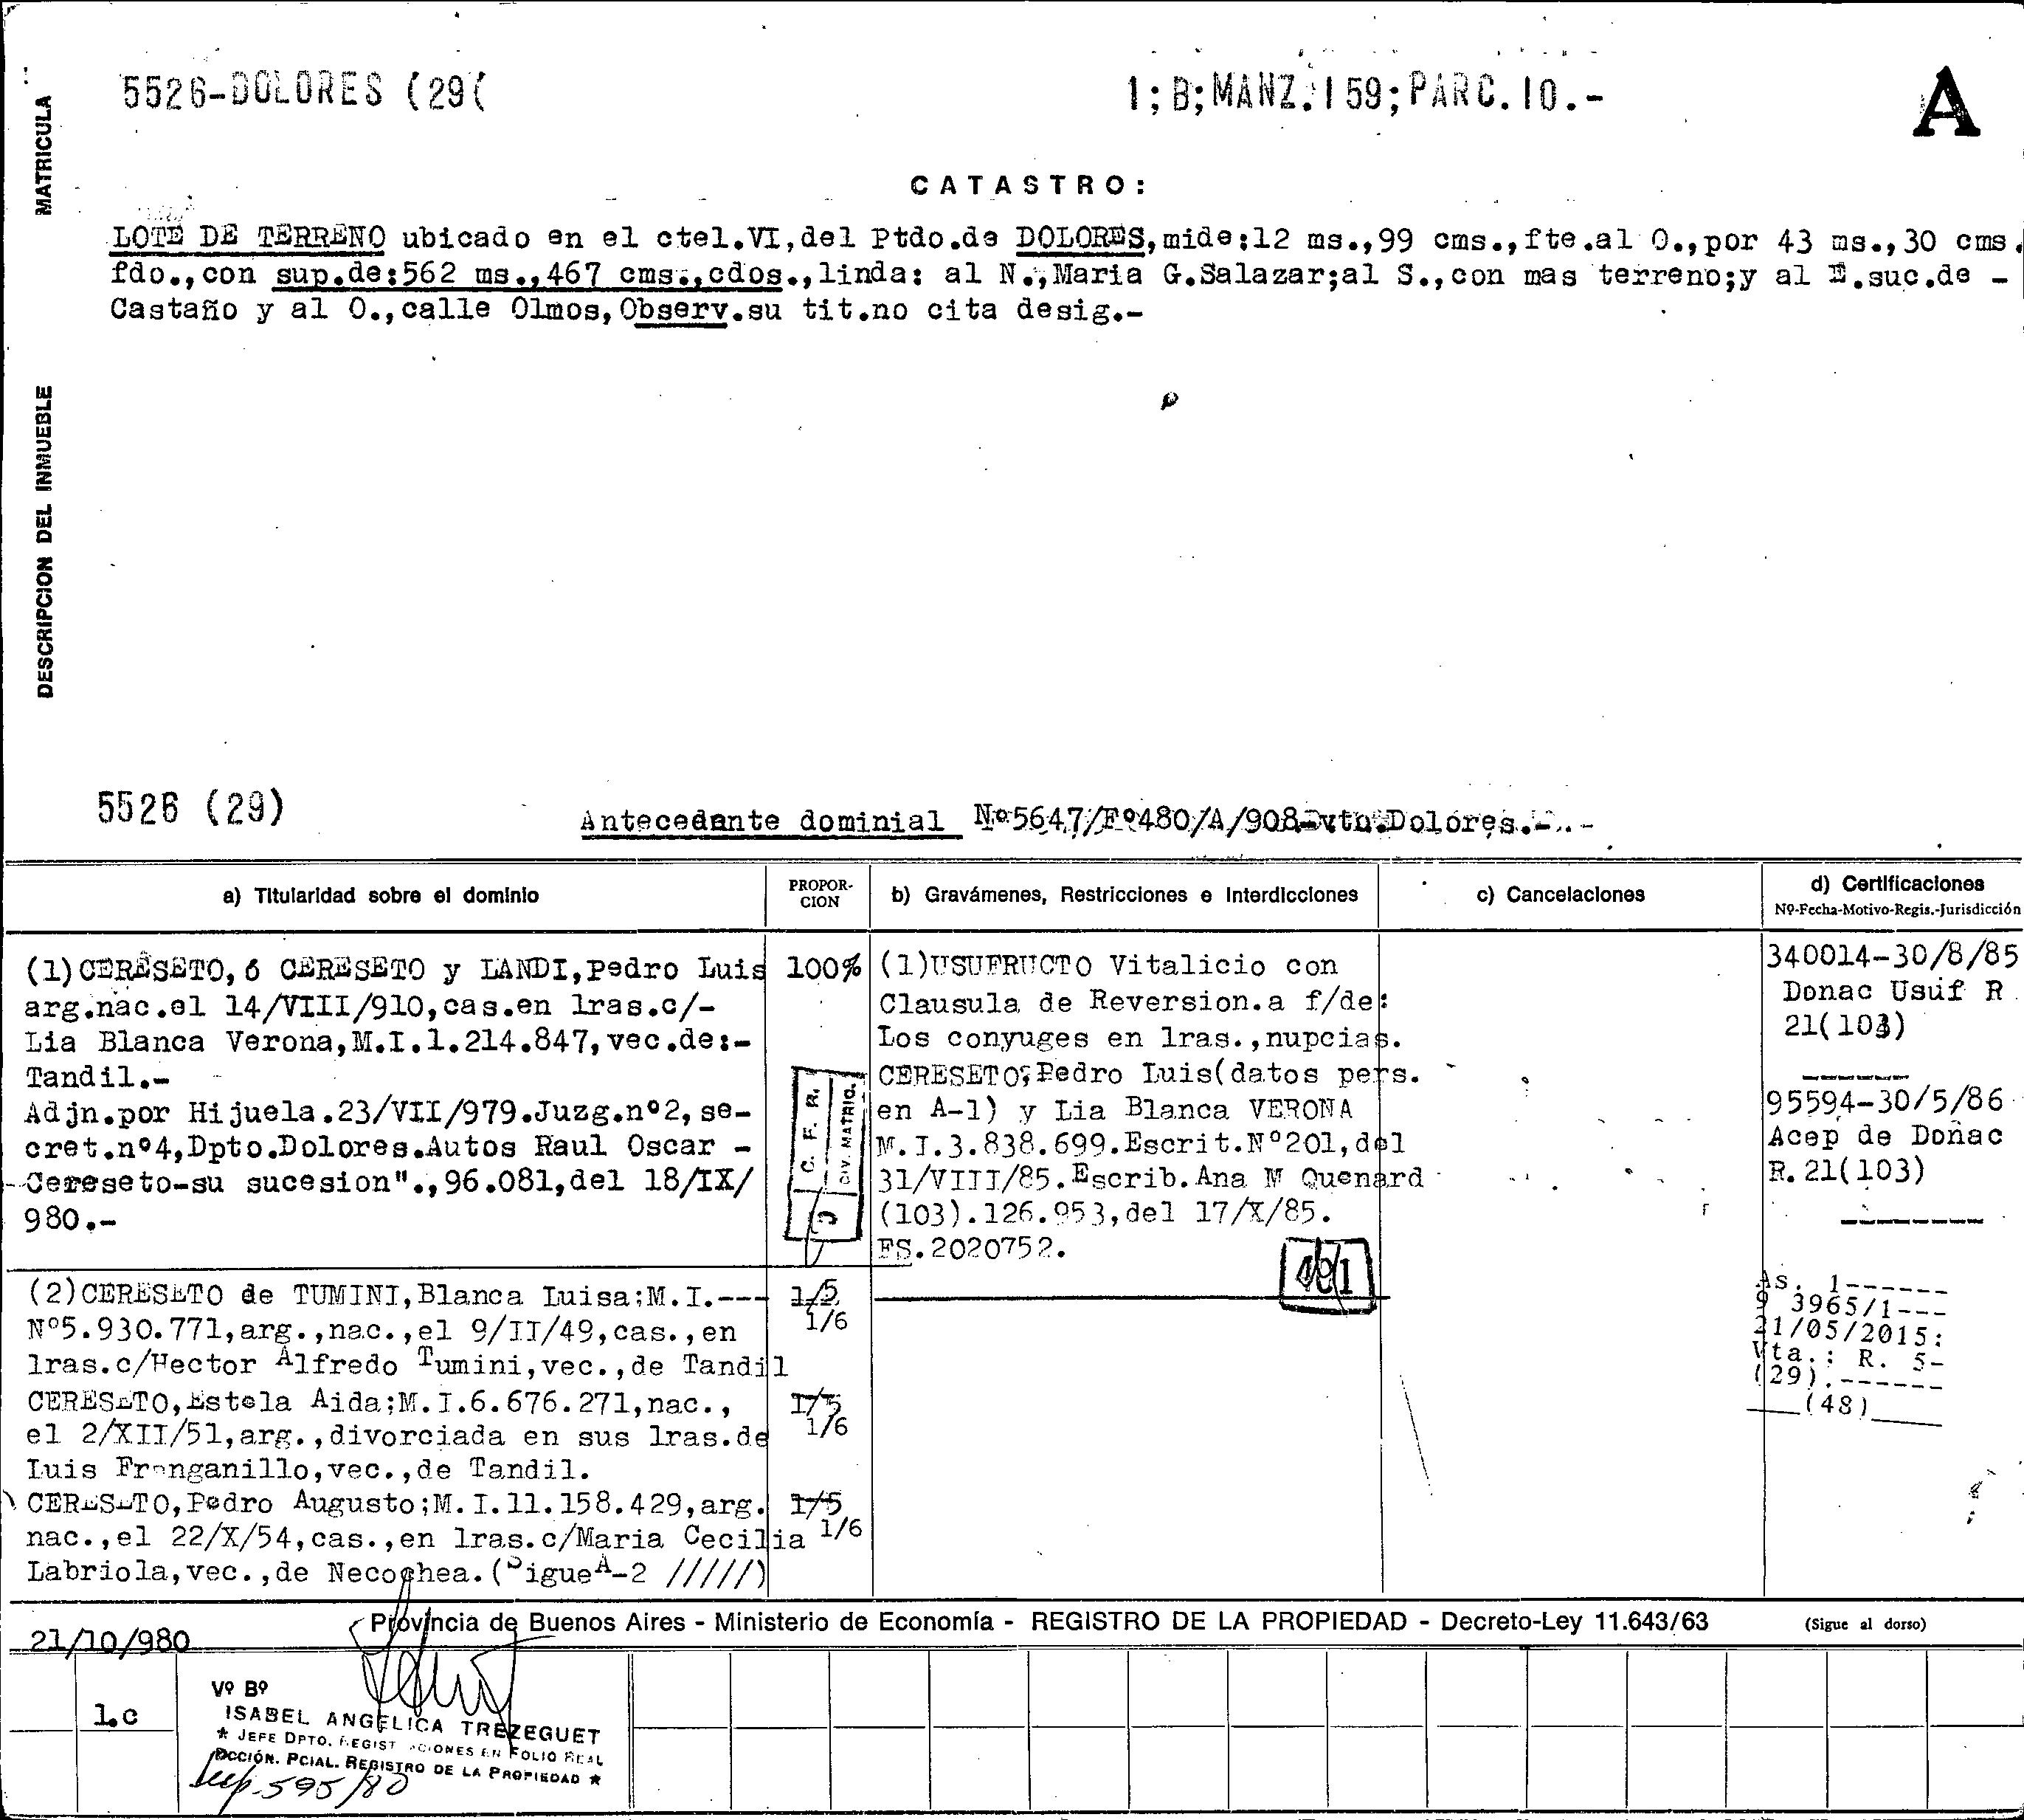 5526-DOLORES (29(
1;B;MANZ.159;PARC.10.-
A
MATRICULA
CATASTRO:
LOTE DE TERRENO ubicado en el ctel.VI,del Ptdo.de DOLORES,mide:12 ms.,99 cms.,fte.al O.,por 43 ms.,30 cms.
fdo.,con sup.de:562 ms.,467 cms.,cdos.,linda: al N.,Maria G.Salazar;al S.,con mas terreno;y al E.suc.de -
Castaño y al O.,calle Olmos,Observ.su tit.no cita desig.-
DESCRIPCION DEL INMUEBLE
5526 (29)
Antecedente dominial Nº5647/Fº480/A/908-vto.Dolores.-.-
a) Titularidad sobre el dominio
PROPOR-
CION
b) Gravámenes, Restricciones e Interdicciones
c) Cancelaciones
d) Certificaciones
Nº-Fecha-Motivo-Regis.-Jurisdicción
(1)CERESETO,ó CERESETO y LANDI,Pedro Luis
arg.nac.el 14/VIII/910,cas.en 1ras.c/-
Lia Blanca Verona,M.I.1.214.847,vec.de:-
Tandil.-
Adjn.por Hijuela.23/VII/979.Juzg.nº2,se-
cret.nº4,Dpto.Dolores.Autos Raul Oscar -
Cereseto-su sucesion".,96.081,del 18/IX/
980.-
100%
C. F. R.
DIV. MATRIC.
(1)USUFRUCTO Vitalicio con
Clausula de Reversion.a f/de:
Los conyuges en 1ras.,nupcias.
CERESETO,Pedro Luis(datos pers.
en A-1) y Lia Blanca VERONA
M.I.3.838.699.Escrit.Nº201,del
31/VIII/85.Escrib.Ana M Quenard
(103).126.953,del 17/X/85.
FS.2020752.
491
340014-30/8/85
Donac Usuf R
21(103)
95594-30/5/86
Acep de Donac
R.21(103)
As. 1------
9 3965/1---
21/05/2015:
Vta.: R. 5-
(29).------
(48)
(2)CERESETO de TUMINI,Blanca Luisa;M.I.---
Nº5.930.771,arg.,nac.,el 9/II/49,cas.,en
1ras.c/Hector Alfredo Tumini,vec.,de Tandil
1/5
1/6
CERESETO,Estela Aida;M.I.6.676.271,nac.,
el 2/XII/51,arg.,divorciada en sus 1ras.de
Luis Franganillo,vec.,de Tandil.
1/5
1/6
CERESETO,Pedro Augusto;M.I.11.158.429,arg.
nac.,el 22/X/54,cas.,en 1ras.c/Maria Cecilia
Labriola,vec.,de Necochea.(SigueA-2 /////)
1/5
1/6
Provincia de Buenos Aires - Ministerio de Economía - REGISTRO DE LA PROPIEDAD - Decreto-Ley 11.643/63
(Sigue al dorso)
21/10/980
1.c
Vº Bº
ISABEL ANGELICA TREZEGUET
★ JEFE DPTO. REGISTRACIONES EN FOLIO REAL
DCCIÓN. PCIAL. REGISTRO DE LA PROPIEDAD ★
595/80